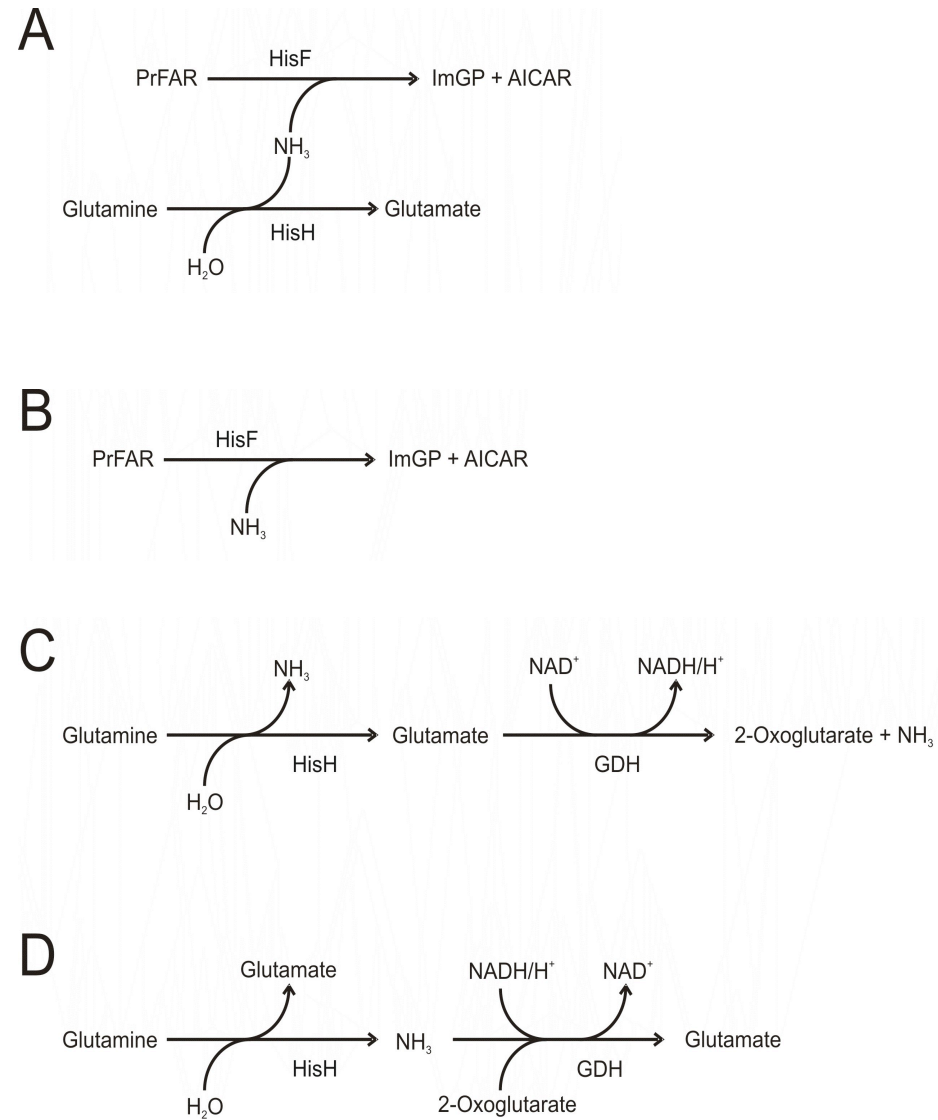 A
HisF
PrFAR ImGP + AICAR
NH₃
Glutamine Glutamate
HisH
H₂O
B
HisF
PrFAR ImGP + AICAR
NH₃
C
NH₃ NAD⁺ NADH/H⁺
Glutamine Glutamate 2-Oxoglutarate + NH₃
HisH GDH
H₂O
D
Glutamate NADH/H⁺ NAD⁺
Glutamine NH₃ Glutamate
HisH GDH
H₂O 2-Oxoglutarate